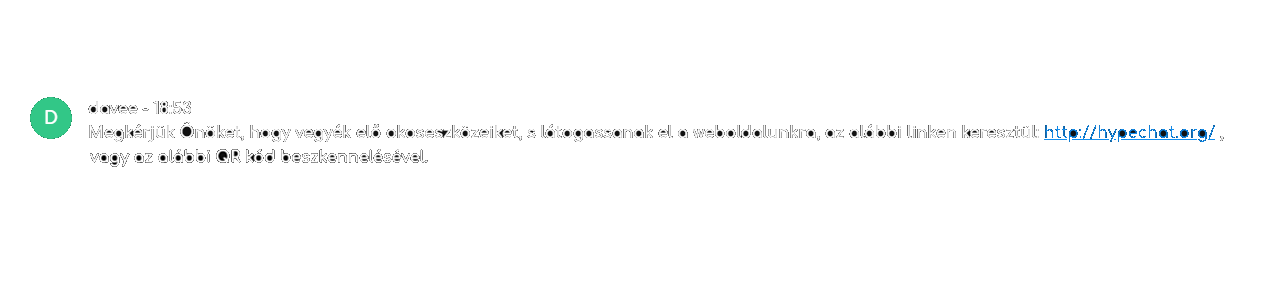 D
davee - 18:53
Megkérjük Önöket, hogy vegyék elő okoseszközeiket, s látogassanak el a weboldalunkra, az alábbi linken keresztül: http://hypechat.org/ ,
vagy az alábbi QR kód beszkennelésével.